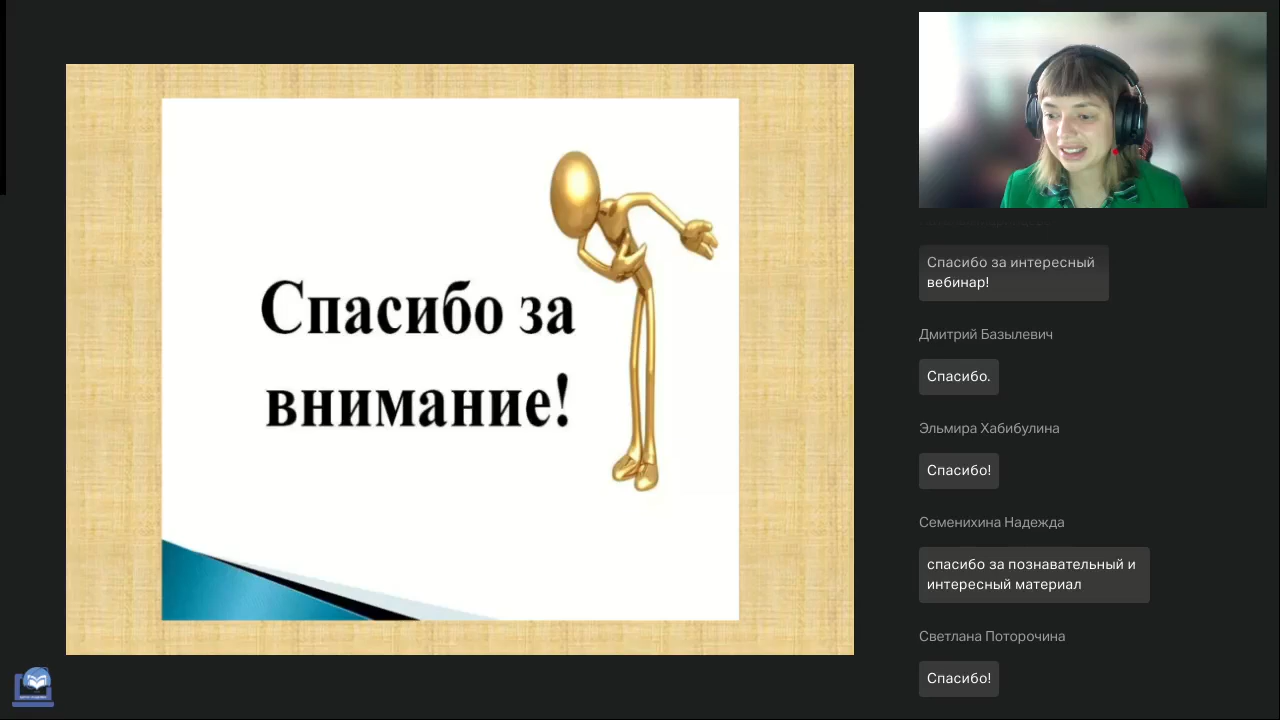 Спасибо за
внимание!
Спасибо за интересный
вебинар!
Дмитрий Базылевич
Спасибо.
Эльмира Хабибулина
Спасибо!
Семенихина Надежда
спасибо за познавательный и
интересный материал
Светлана Поторочина
Спасибо!